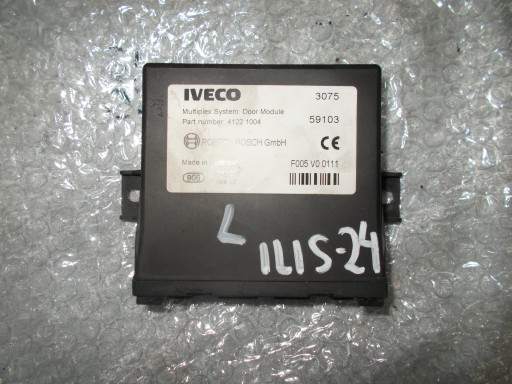 IVECO 3075
Multiplex System: Door Module
Part number: 4122 1004 59103
BOSCH GmbH CE
Made in
F005 V0 0111
L
ILIS-24